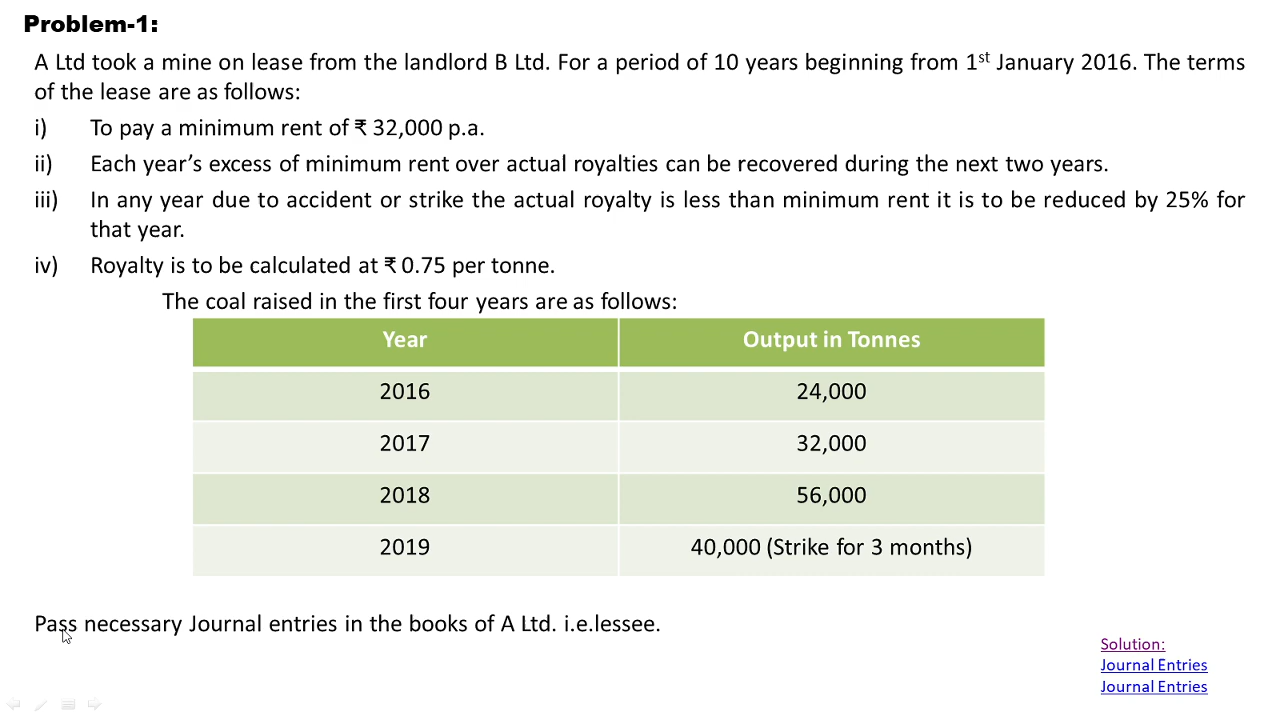 Problem-1:
A Ltd took a mine on lease from the landlord B Ltd. For a period of 10 years beginning from 1st January 2016. The terms
of the lease are as follows:
i) To pay a minimum rent of ₹ 32,000 p.a.
ii) Each year’s excess of minimum rent over actual royalties can be recovered during the next two years.
iii) In any year due to accident or strike the actual royalty is less than minimum rent it is to be reduced by 25% for
that year.
iv) Royalty is to be calculated at ₹ 0.75 per tonne.
The coal raised in the first four years are as follows:
Year Output in Tonnes
2016 24,000
2017 32,000
2018 56,000
2019 40,000 (Strike for 3 months)
Pass necessary Journal entries in the books of A Ltd. i.e.lessee.
Solution:
Journal Entries
Journal Entries